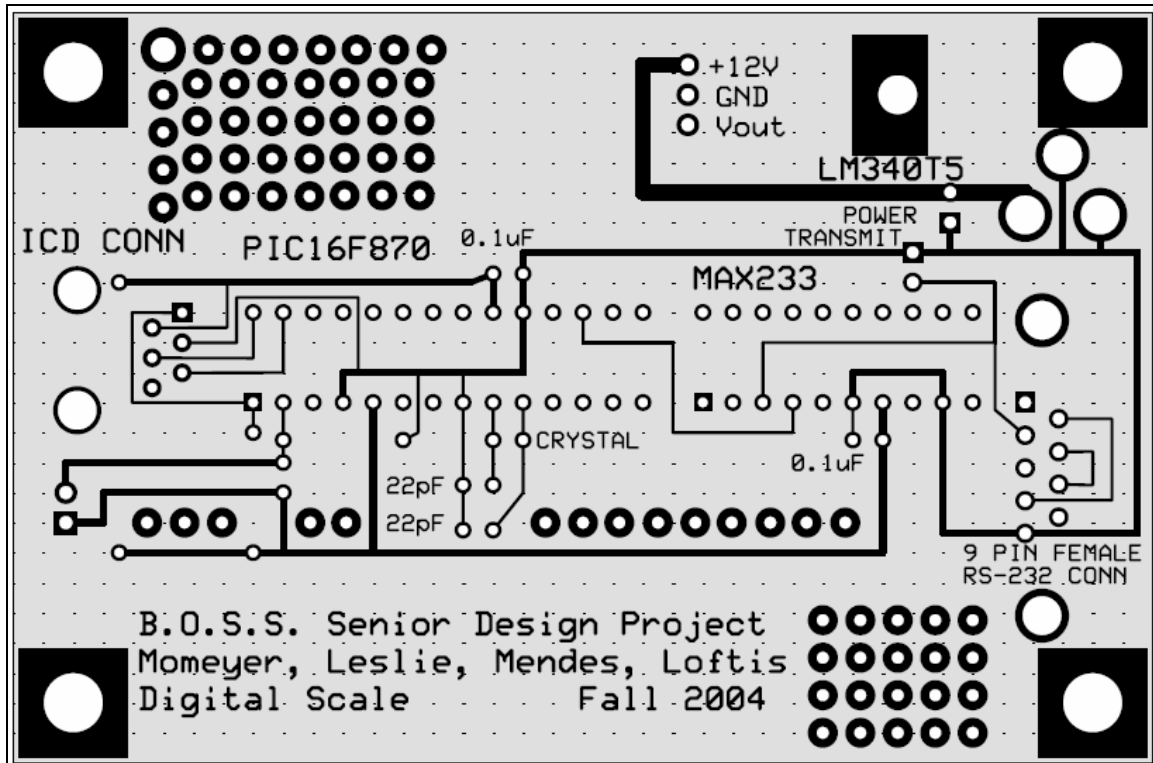 +12V
GND
Vout
LM340T5
POWER
TRANSMIT
ICD CONN
PIC16F870
0.1uF
MAX233
CRYSTAL
0.1uF
22pF
22pF
9 PIN FEMALE
RS-232 CONN
B.O.S.S. Senior Design Project
Momeyer, Leslie, Mendes, Loftis
Digital Scale Fall 2004